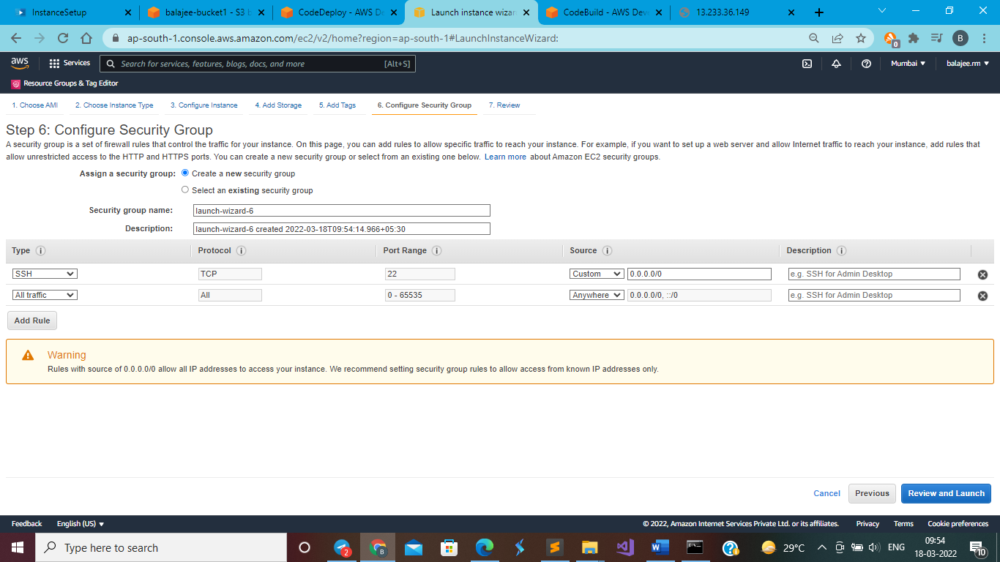 InstanceSetup
balajee-bucket1 - S3 b
CodeDeploy - AWS De
Launch instance wizar
CodeBuild - AWS Dev
13.233.36.149
ap-south-1.console.aws.amazon.com/ec2/v2/home?region=ap-south-1#LaunchInstanceWizard:
0
B
aws
Services
Search for services, features, blogs, docs, and more [Alt+S]
Mumbai
balajee.rm
Resource Groups & Tag Editor
1. Choose AMI 2. Choose Instance Type 3. Configure Instance 4. Add Storage 5. Add Tags 6. Configure Security Group 7. Review
Step 6: Configure Security Group
A security group is a set of firewall rules that control the traffic for your instance. On this page, you can add rules to allow specific traffic to reach your instance. For example, if you want to set up a web server and allow Internet traffic to reach your instance, add rules that
allow unrestricted access to the HTTP and HTTPS ports. You can create a new security group or select from an existing one below. Learn more about Amazon EC2 security groups.
Assign a security group: Create a new security group
Select an existing security group
Security group name: launch-wizard-6
Description: launch-wizard-6 created 2022-03-18T09:54:14.966+05:30
Type i Protocol i Port Range i Source i Description i
SSH TCP 22 Custom 0.0.0.0/0 e.g. SSH for Admin Desktop
All traffic All 0 - 65535 Anywhere 0.0.0.0/0, ::/0 e.g. SSH for Admin Desktop
Add Rule
Warning
Rules with source of 0.0.0.0/0 allow all IP addresses to access your instance. We recommend setting security group rules to allow access from known IP addresses only.
Cancel Previous Review and Launch
Feedback English (US) © 2022, Amazon Internet Services Private Ltd. or its affiliates. Privacy Terms Cookie preferences
Type here to search
2
B
29°C
ENG
09:54
18-03-2022
10